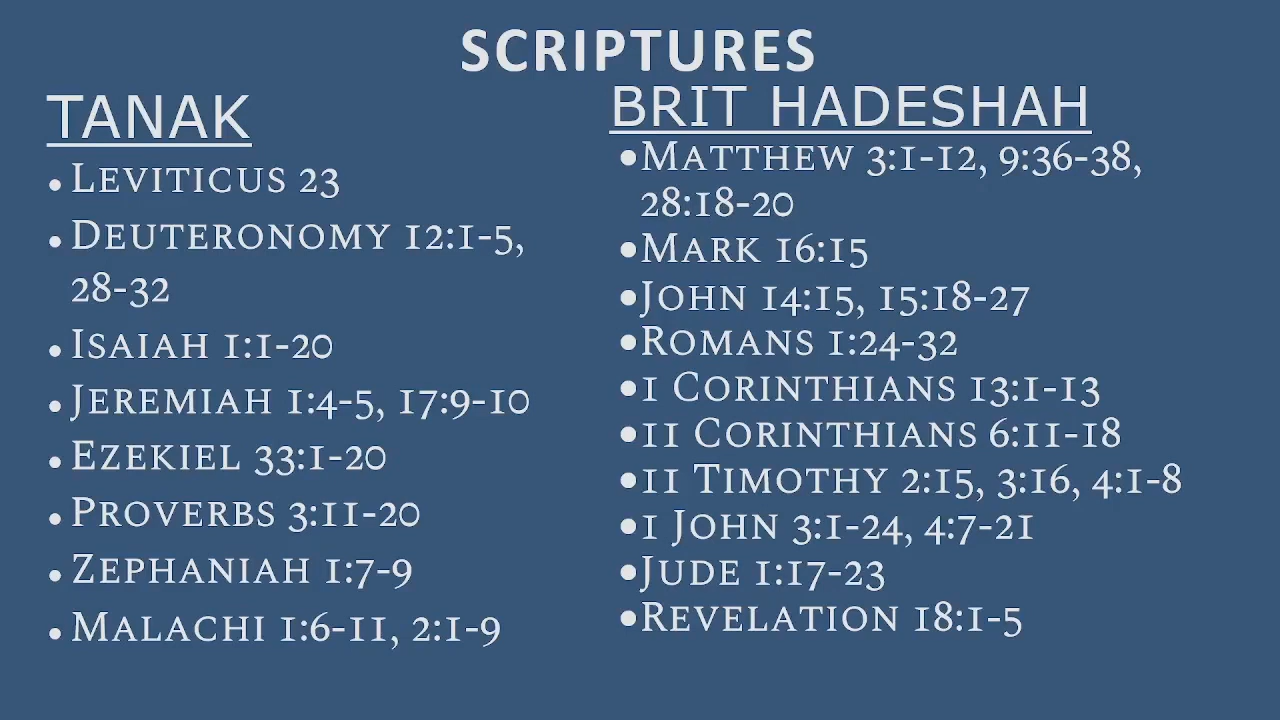 SCRIPTURES
TANAK
• LEVITICUS 23
• DEUTERONOMY 12:1-5,
28-32
• ISAIAH 1:1-20
• JEREMIAH 1:4-5, 17:9-10
• EZEKIEL 33:1-20
• PROVERBS 3:11-20
• ZEPHANIAH 1:7-9
• MALACHI 1:6-11, 2:1-9
BRIT HADESHAH
•MATTHEW 3:1-12, 9:36-38,
28:18-20
•MARK 16:15
•JOHN 14:15, 15:18-27
•ROMANS 1:24-32
•1 CORINTHIANS 13:1-13
•11 CORINTHIANS 6:11-18
•11 TIMOTHY 2:15, 3:16, 4:1-8
•1 JOHN 3:1-24, 4:7-21
•JUDE 1:17-23
•REVELATION 18:1-5